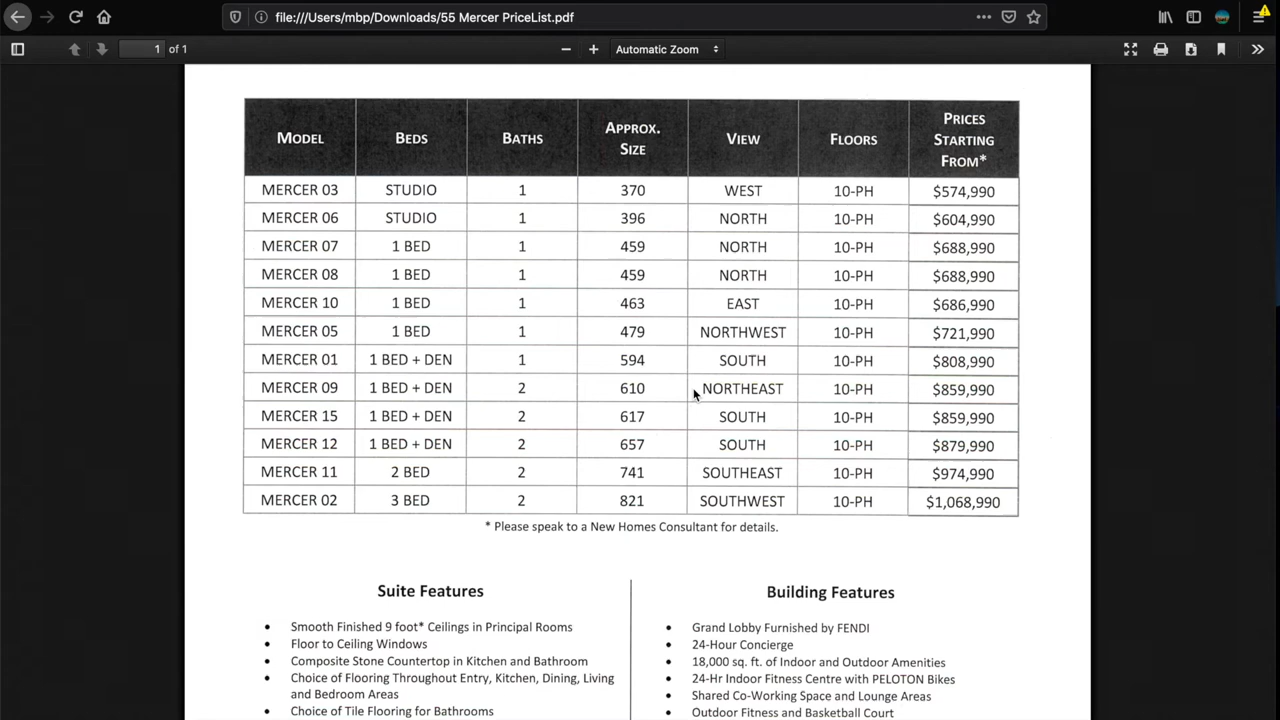 file:///Users/mbp/Downloads/55 Mercer PriceList.pdf
1 of 1
Automatic Zoom
MODEL BEDS BATHS APPROX. SIZE VIEW FLOORS PRICES STARTING FROM*
MERCER 03 STUDIO 1 370 WEST 10-PH $574,990
MERCER 06 STUDIO 1 396 NORTH 10-PH $604,990
MERCER 07 1 BED 1 459 NORTH 10-PH $688,990
MERCER 08 1 BED 1 459 NORTH 10-PH $688,990
MERCER 10 1 BED 1 463 EAST 10-PH $686,990
MERCER 05 1 BED 1 479 NORTHWEST 10-PH $721,990
MERCER 01 1 BED + DEN 1 594 SOUTH 10-PH $808,990
MERCER 09 1 BED + DEN 2 610 NORTHEAST 10-PH $859,990
MERCER 15 1 BED + DEN 2 617 SOUTH 10-PH $859,990
MERCER 12 1 BED + DEN 2 657 SOUTH 10-PH $879,990
MERCER 11 2 BED 2 741 SOUTHEAST 10-PH $974,990
MERCER 02 3 BED 2 821 SOUTHWEST 10-PH $1,068,990
* Please speak to a New Homes Consultant for details.
Suite Features
• Smooth Finished 9 foot* Ceilings in Principal Rooms
• Floor to Ceiling Windows
• Composite Stone Countertop in Kitchen and Bathroom
• Choice of Flooring Throughout Entry, Kitchen, Dining, Living
and Bedroom Areas
• Choice of Tile Flooring for Bathrooms
Building Features
• Grand Lobby Furnished by FENDI
• 24-Hour Concierge
• 18,000 sq. ft. of Indoor and Outdoor Amenities
• 24-Hr Indoor Fitness Centre with PELOTON Bikes
• Shared Co-Working Space and Lounge Areas
• Outdoor Fitness and Basketball Court